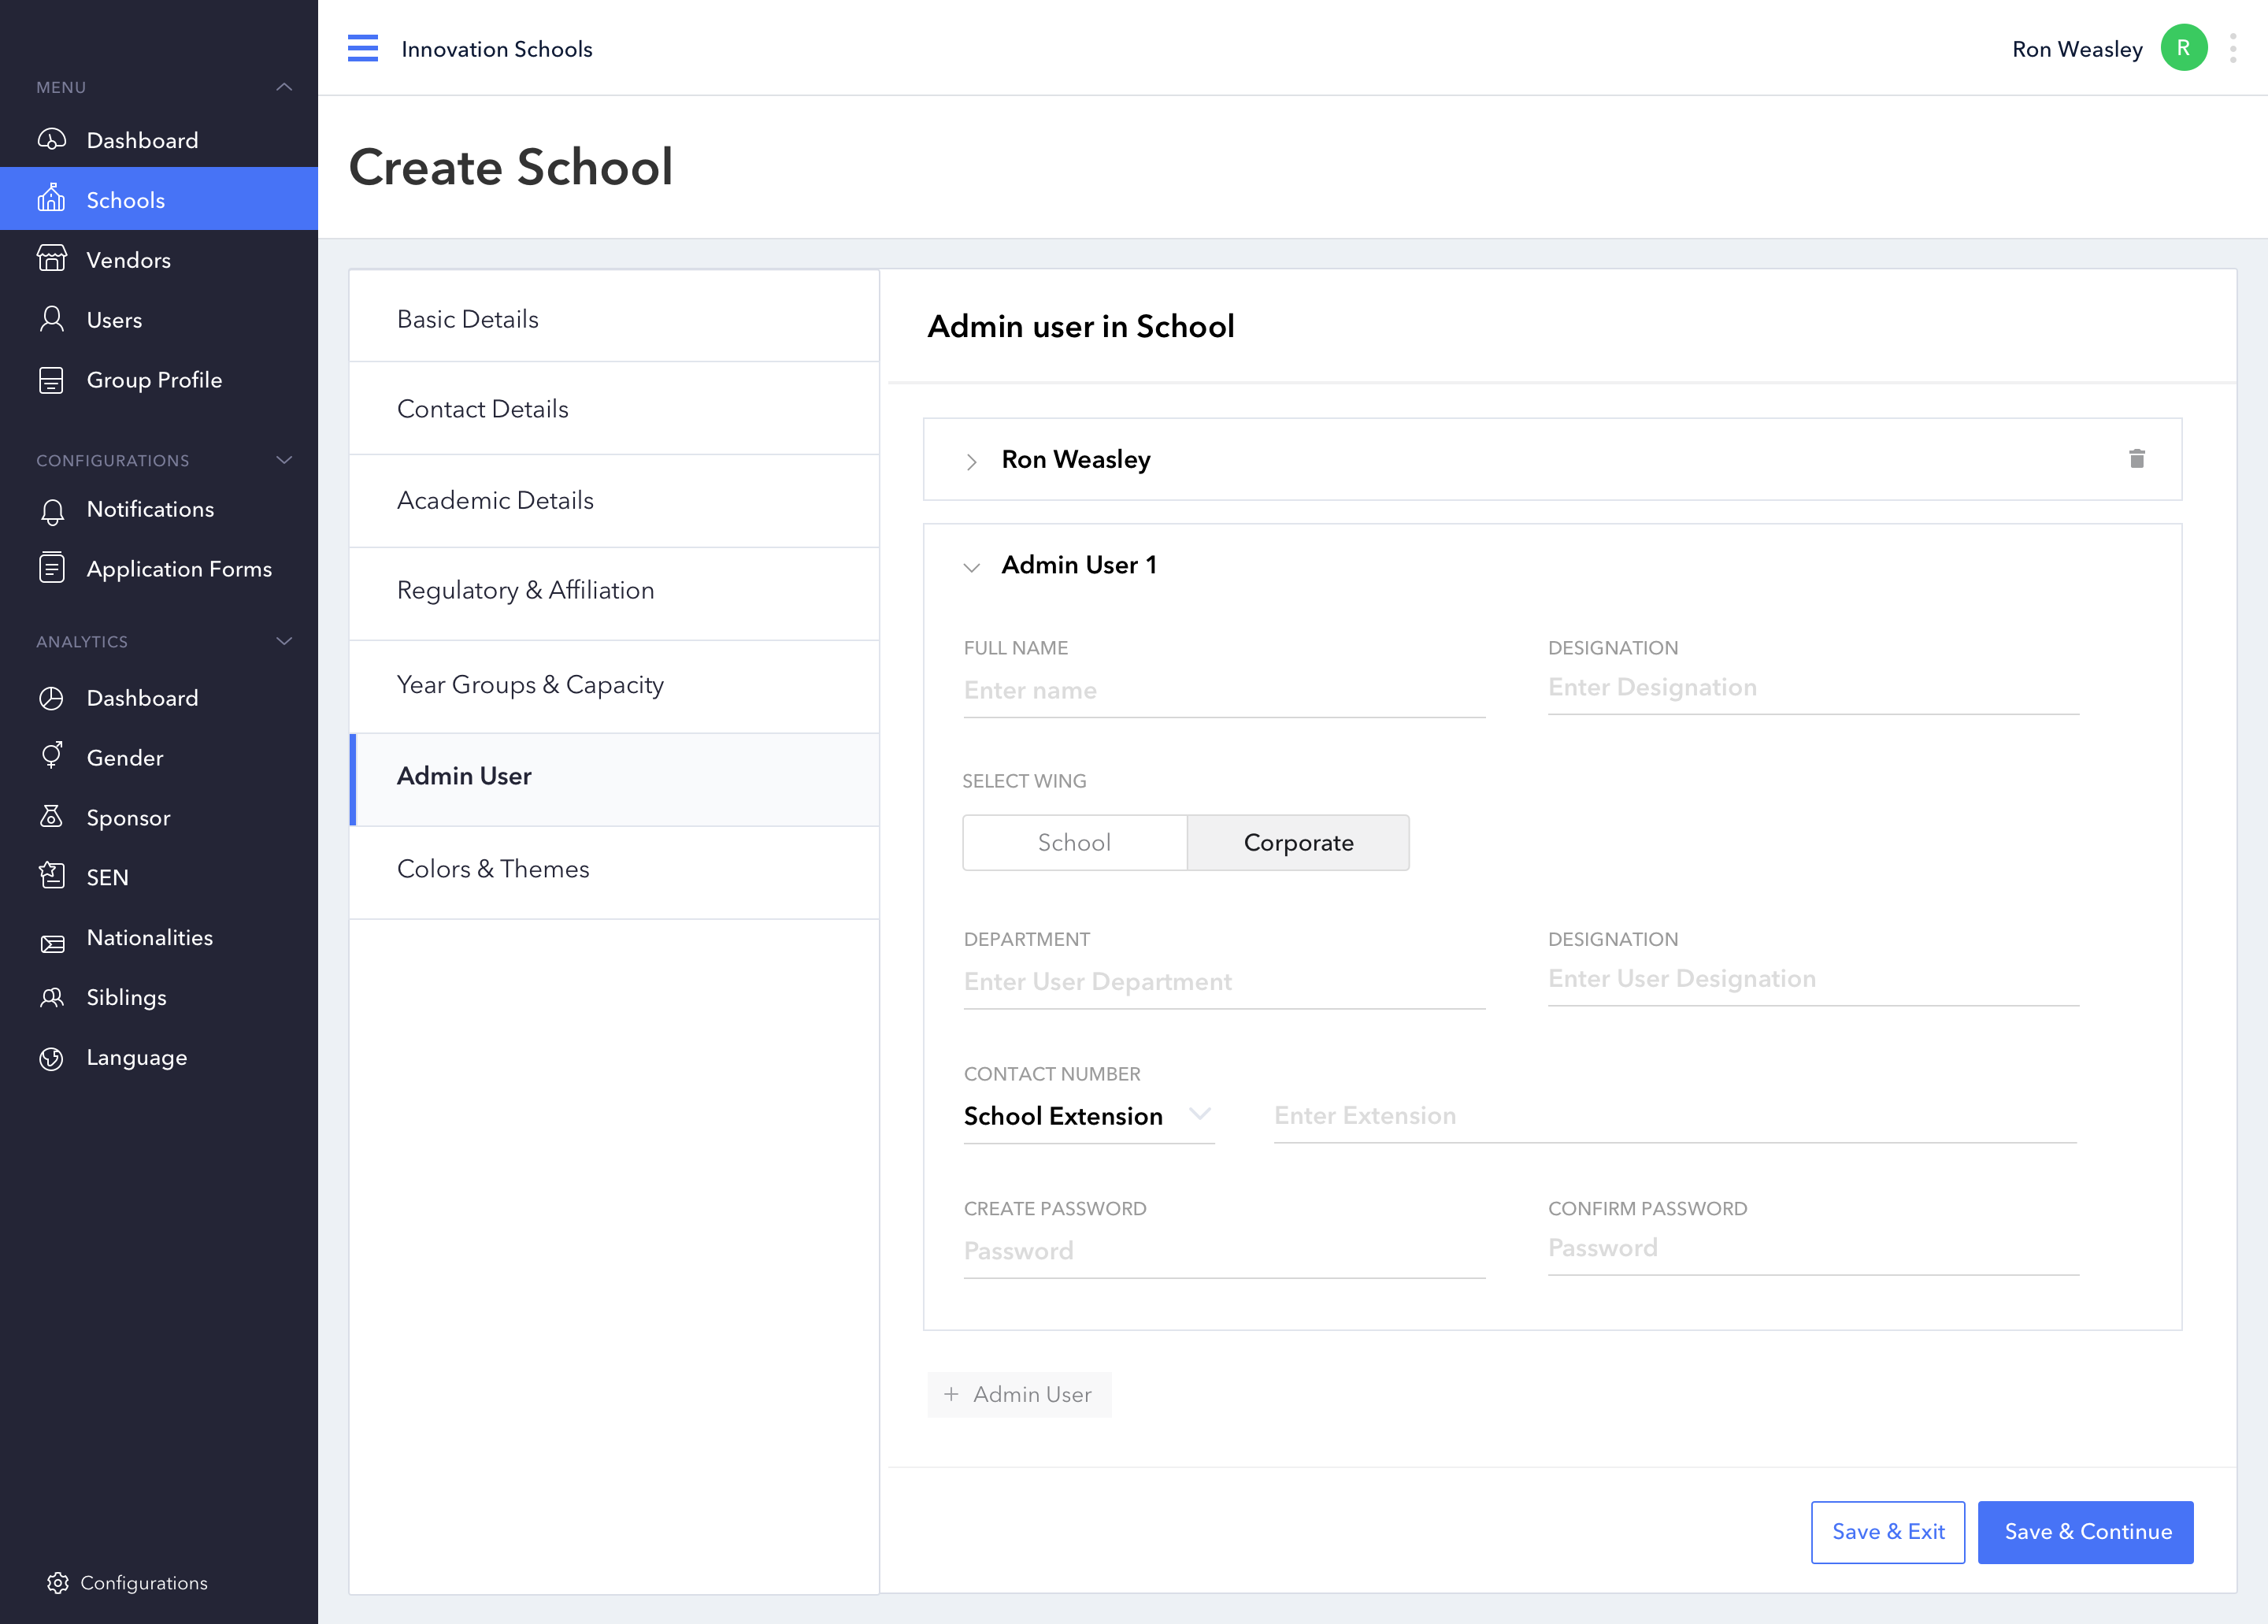 MENU
Dashboard
Schools
Vendors
Users
Group Profile
CONFIGURATIONS
Notifications
Application Forms
ANALYTICS
Dashboard
Gender
Sponsor
SEN
Nationalities
Siblings
Language
Configurations
Innovation Schools
Ron Weasley
R
Create School
Basic Details
Contact Details
Academic Details
Regulatory & Affiliation
Year Groups & Capacity
Admin User
Colors & Themes
Admin user in School
Ron Weasley
Admin User 1
FULL NAME
Enter name
DESIGNATION
Enter Designation
SELECT WING
School
Corporate
DEPARTMENT
Enter User Department
DESIGNATION
Enter User Designation
CONTACT NUMBER
School Extension
Enter Extension
CREATE PASSWORD
Password
CONFIRM PASSWORD
Password
+ Admin User
Save & Exit
Save & Continue